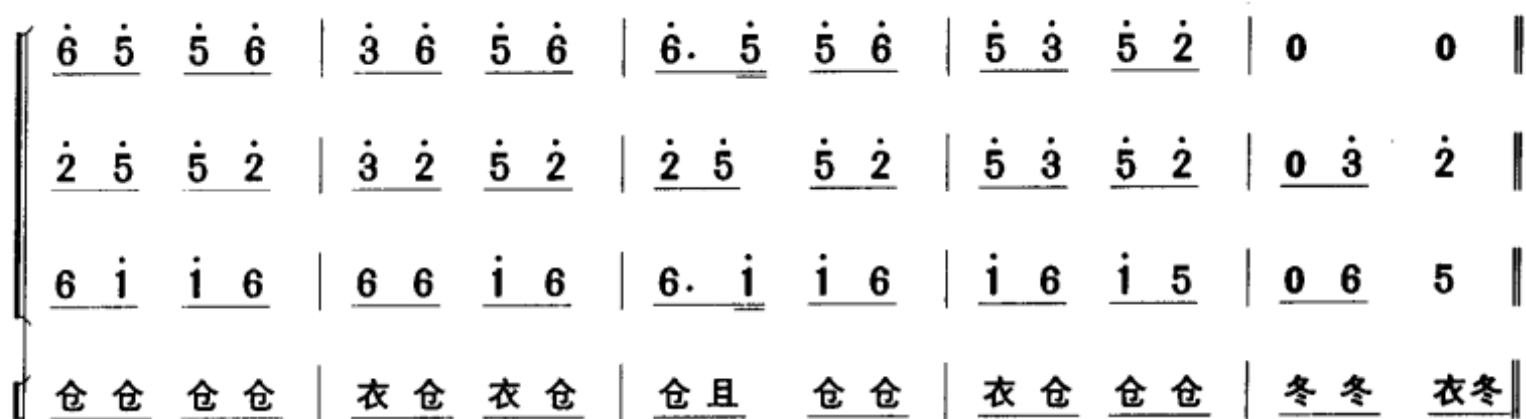 6̇ 5̇ 5̇ 6̇ | 3̇ 6̇ 5̇ 6̇ | 6̇. 5̇ 5̇ 6̇ | 5̇ 3̇ 5̇ 2̇ | 0 0 ‖
2̇ 5̇ 5̇ 2̇ | 3̇ 2̇ 5̇ 2̇ | 2̇ 5̇ 5̇ 2̇ | 5̇ 3̇ 5̇ 2̇ | 0 3̇ 2̇ ‖
6 1̇ 1̇ 6 | 6 6 1̇ 6 | 6. 1̇ 1̇ 6 | 1̇ 6 1̇ 5 | 0 6 5 ‖
仓 仓 仓 仓 | 衣 仓 衣 仓 | 仓 且 仓 仓 | 衣 仓 仓 仓 | 冬 冬 衣冬 ‖